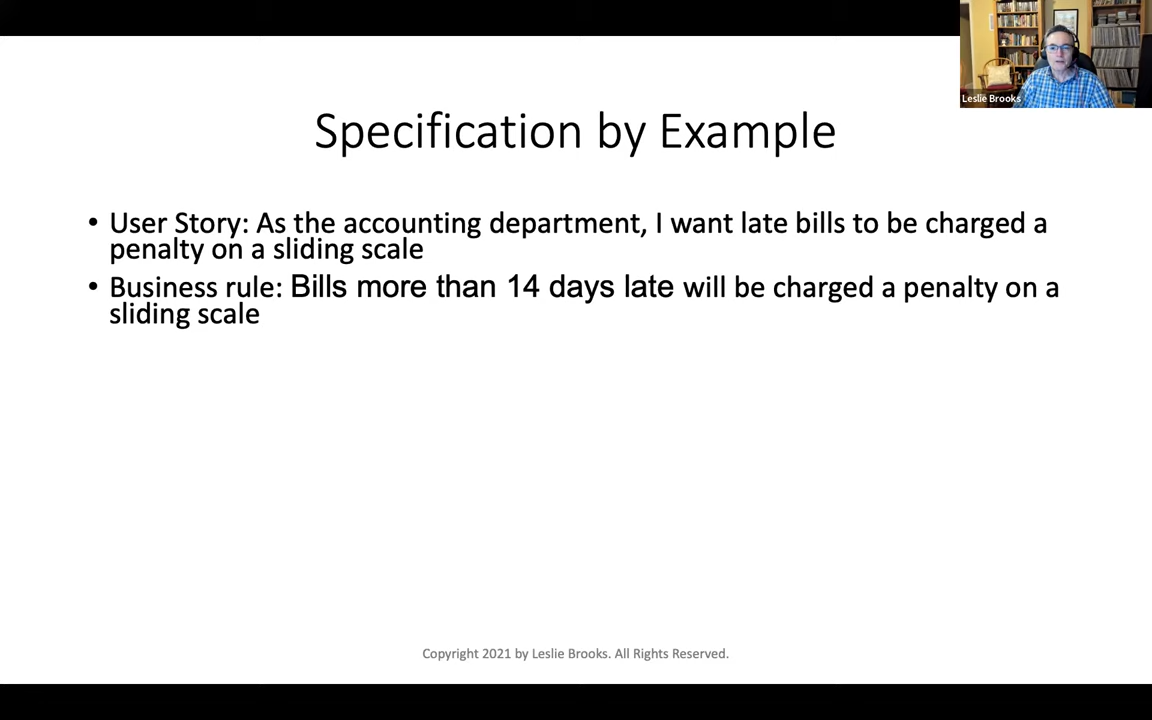 Leslie Brooks
Specification by Example
• User Story: As the accounting department, I want late bills to be charged a
penalty on a sliding scale
• Business rule: Bills more than 14 days late will be charged a penalty on a
sliding scale
Copyright 2021 by Leslie Brooks. All Rights Reserved.